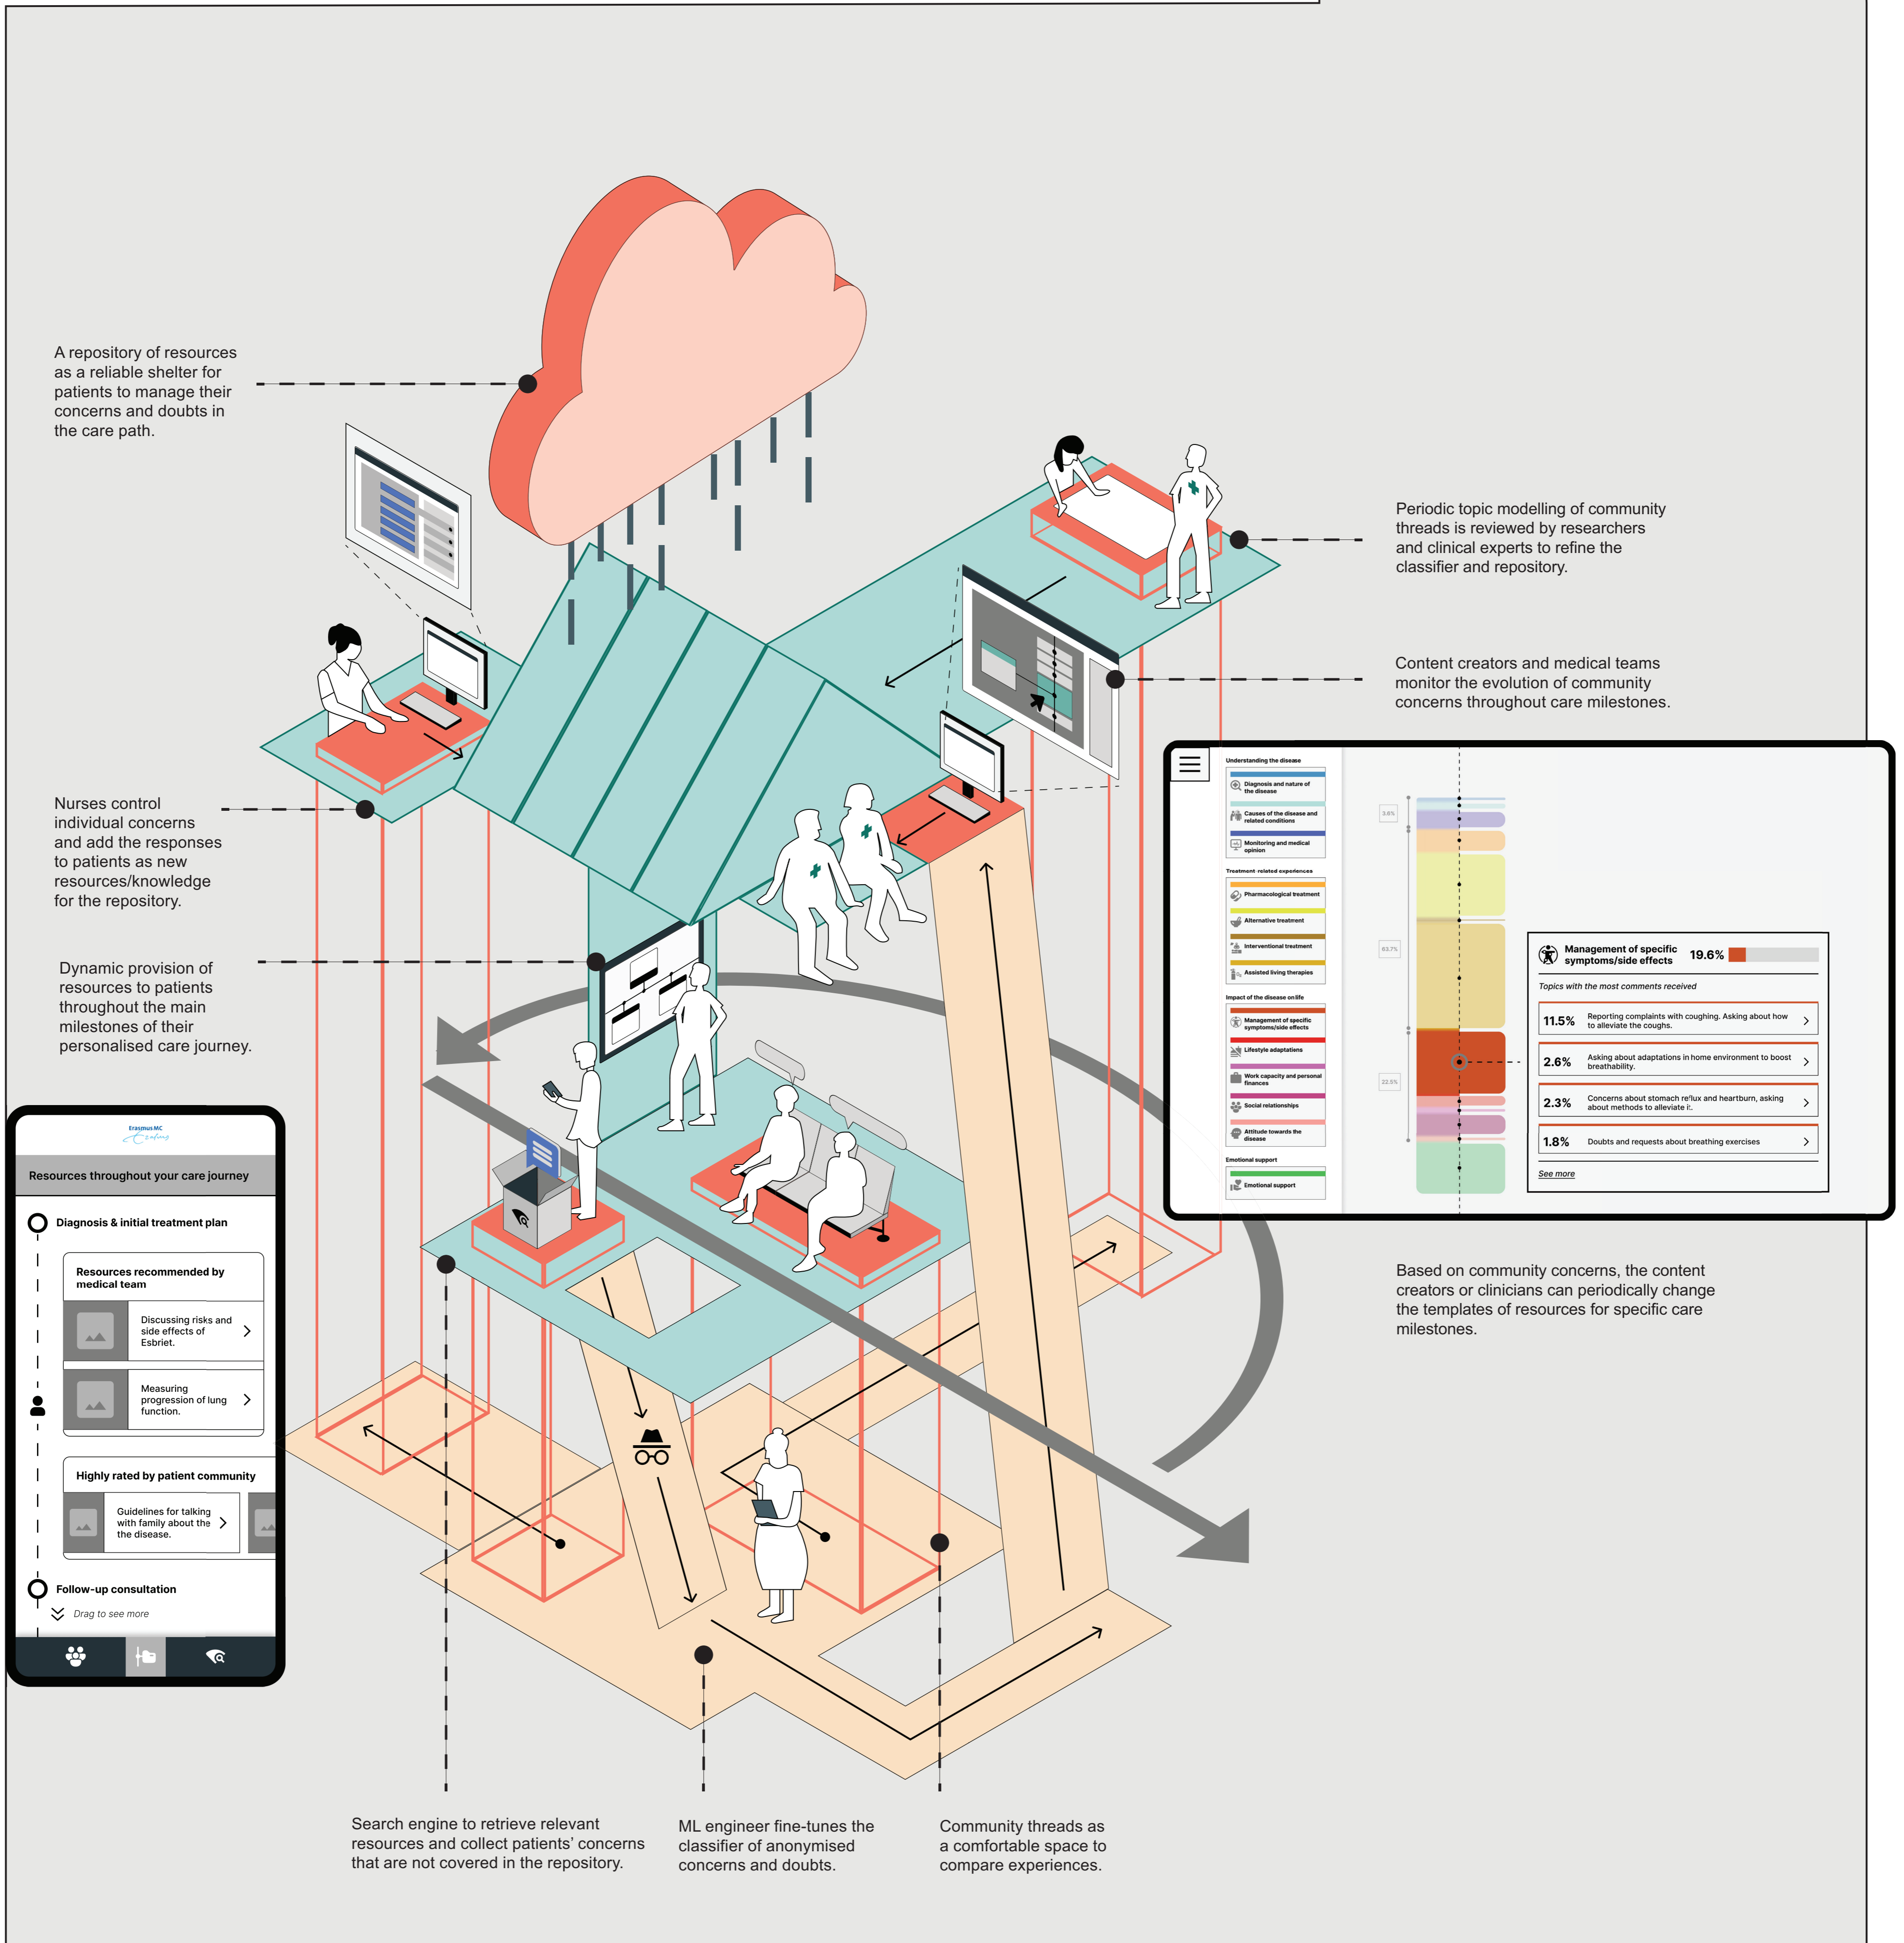 A repository of resources
as a reliable shelter for
patients to manage their
concerns and doubts in
the care path.
Periodic topic modelling of community
threads is reviewed by researchers
and clinical experts to refine the
classifier and repository.
Content creators and medical teams
monitor the evolution of community
concerns throughout care milestones.
Nurses control
individual concerns
and add the responses
to patients as new
resources/knowledge
for the repository.
Dynamic provision of
resources to patients
throughout the main
milestones of their
personalised care journey.
Understanding the disease
Diagnosis and nature of
the disease
Causes of the disease and
related conditions
Monitoring and medical
opinion
Treatment-related experiences
Pharmacological treatment
Alternative treatment
Interventional treatment
Assisted living therapies
Impact of the disease on life
Management of specific
symptoms/side effects
Lifestyle adaptations
Work capacity and personal
finances
Social relationships
Attitude towards the
disease
Emotional support
Emotional support
3.6%
63.7%
22.5%
Management of specific
symptoms/side effects
19.6%
Topics with the most comments received
11.5%
Reporting complaints with coughing. Asking about how
to alleviate the coughs.
2.6%
Asking about adaptations in home environment to boost
breathability.
2.3%
Concerns about stomach reflux and heartburn, asking
about methods to alleviate it.
1.8%
Doubts and requests about breathing exercises
See more
Based on community concerns, the content
creators or clinicians can periodically change
the templates of resources for specific care
milestones.
Erasmus MC
Erasmus
Resources throughout your care journey
Diagnosis & initial treatment plan
Resources recommended by
medical team
Discussing risks and
side effects of
Esbriet.
Measuring
progression of lung
function.
Highly rated by patient community
Guidelines for talking
with family about the
the disease.
Follow-up consultation
Drag to see more
Search engine to retrieve relevant
resources and collect patients' concerns
that are not covered in the repository.
ML engineer fine-tunes the
classifier of anonymised
concerns and doubts.
Community threads as
a comfortable space to
compare experiences.